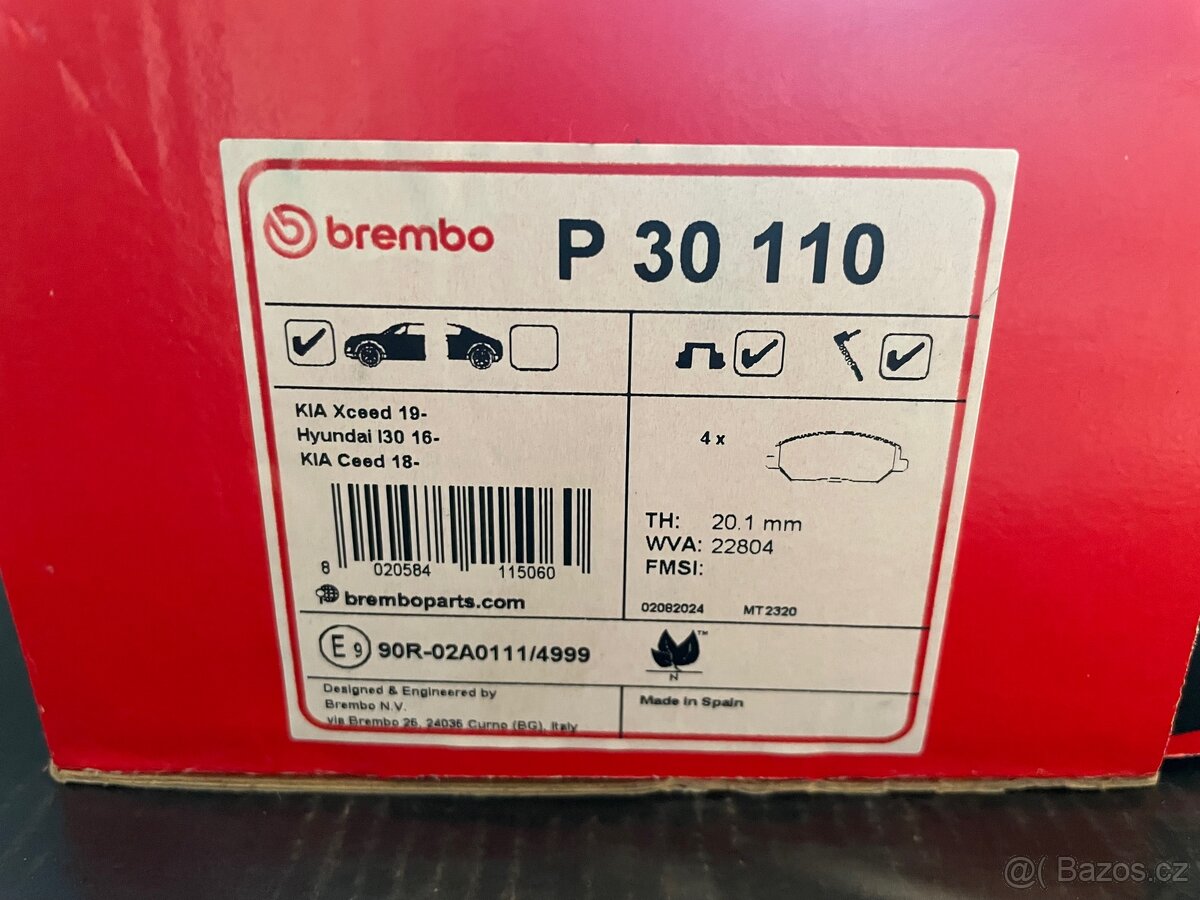 brembo P 30 110
KIA Xceed 19-
Hyundai I30 16-
KIA Ceed 18-
8 020584 115060
bremboparts.com
4 x
TH: 20.1 mm
WVA: 22804
FMSI:
02082024 MT2320
E 9 90R-02A0111/4999
TM
N
Designed & Engineered by
Brembo N.V.
via Brembo 25, 24035 Curno (BG), Italy
Made in Spain
@( Bazos.cz